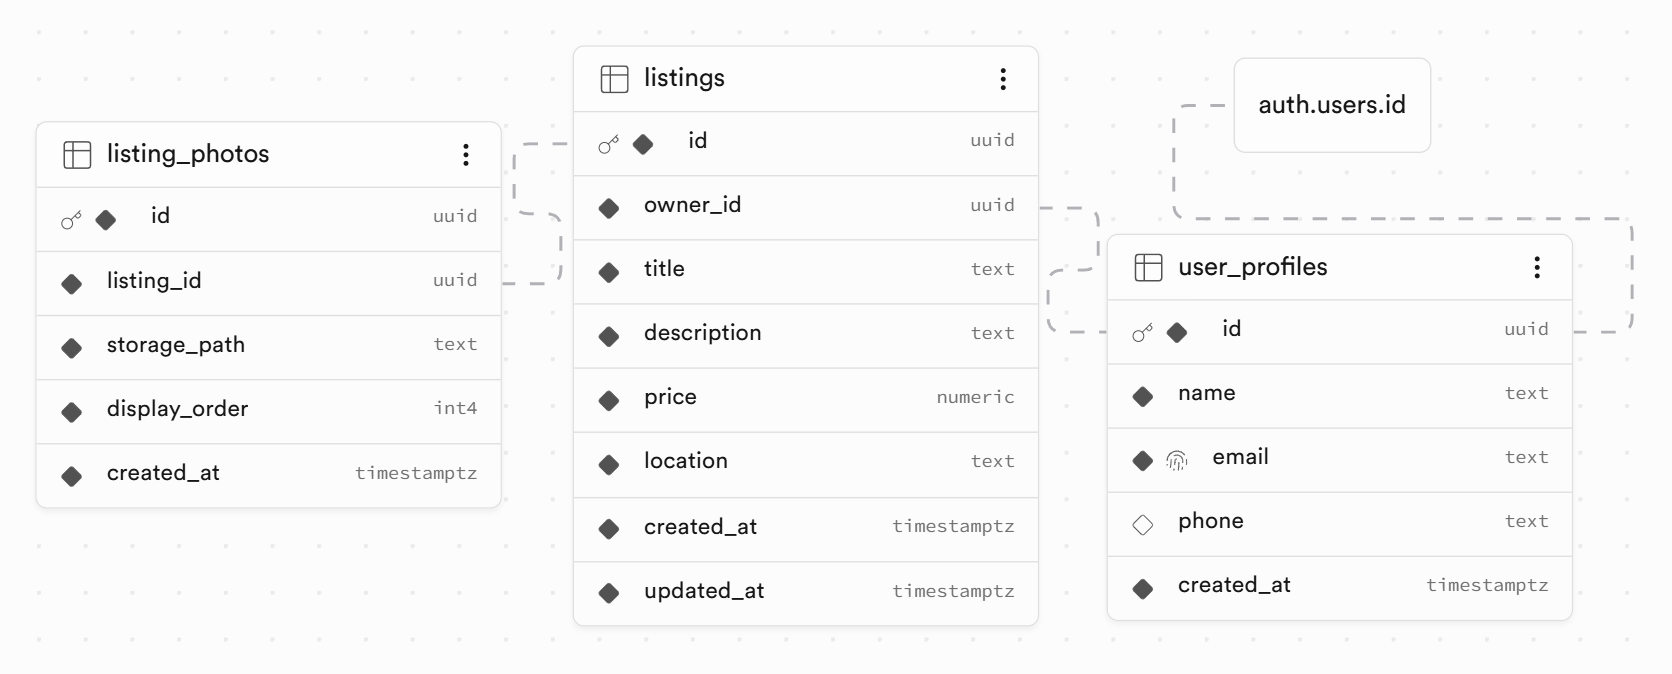 listing_photos
id uuid
listing_id uuid
storage_path text
display_order int4
created_at timestamptz
listings
id uuid
owner_id uuid
title text
description text
price numeric
location text
created_at timestamptz
updated_at timestamptz
auth.users.id
user_profiles
id uuid
name text
email text
phone text
created_at timestamptz